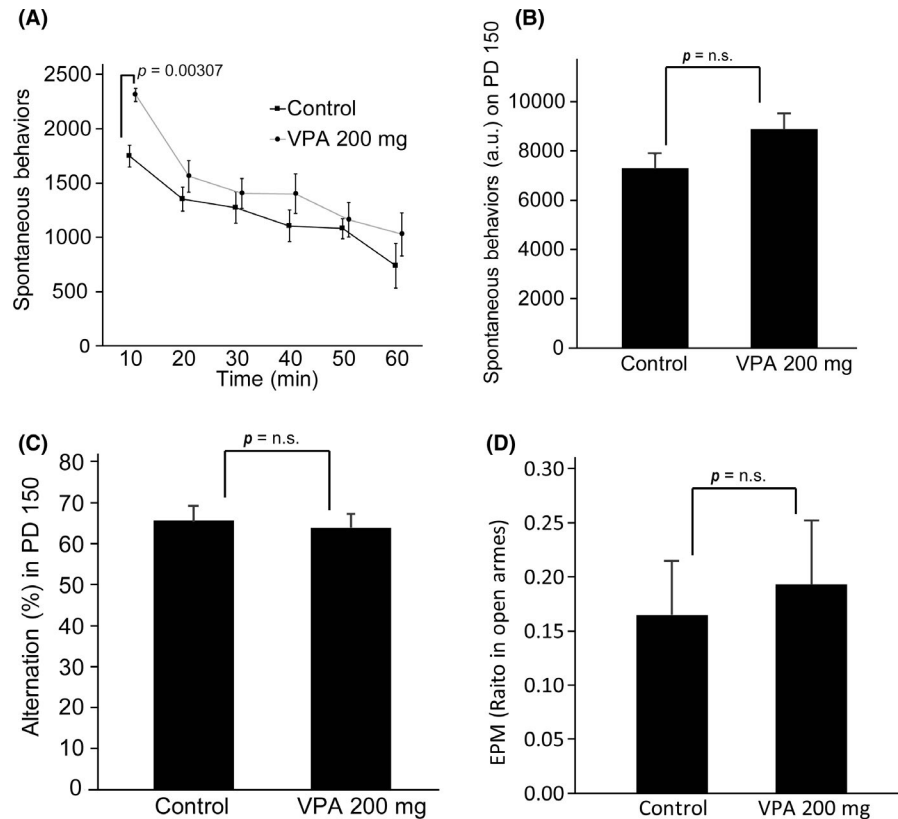 (A)
Spontaneous behaviors
2500
2000
1500
1000
500
0
p = 0.00307
Control
VPA 200 mg
10 20 30 40 50 60
Time (min)
(B)
Spontaneous behaviors (a.u.) on PD 150
10000
8000
6000
4000
2000
0
p = n.s.
Control VPA 200 mg
(C)
Alternation (%) in PD 150
80
70
60
50
40
30
20
10
0
p = n.s.
Control VPA 200 mg
(D)
EPM (Raito in open armes)
0.30
0.25
0.20
0.15
0.10
0.05
0.00
p = n.s.
Control VPA 200 mg